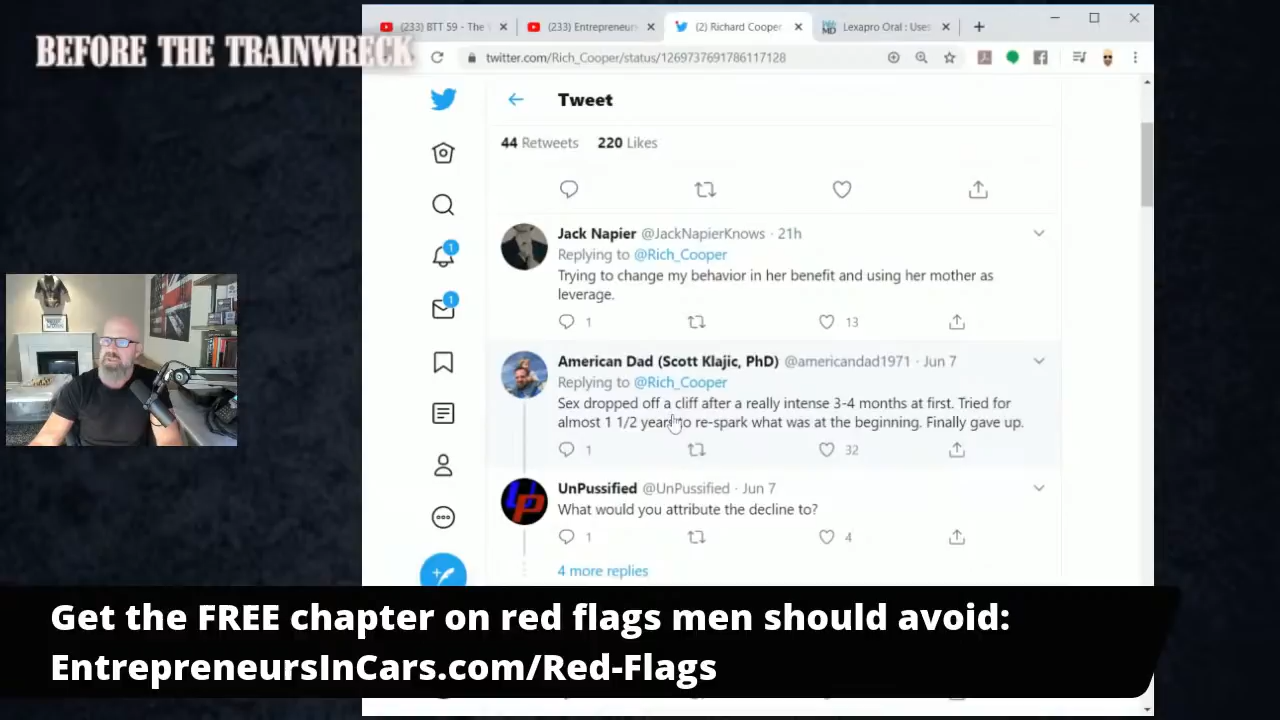 BEFORE THE TRAINWRECK
(233) BTT 59 - The
(233) Entrepreneur
(2) Richard Cooper
Lexapro Oral : Uses
twitter.com/Rich_Cooper/status/1269737691786117128
Tweet
44 Retweets 220 Likes
Jack Napier @JackNapierKnows · 21h
Replying to @Rich_Cooper
Trying to change my behavior in her benefit and using her mother as
leverage.
1 13
American Dad (Scott Klajic, PhD) @americandad1971 · Jun 7
Replying to @Rich_Cooper
Sex dropped off a cliff after a really intense 3-4 months at first. Tried for
almost 1 1/2 years to re-spark what was at the beginning. Finally gave up.
1 32
UnPussified @UnPussified · Jun 7
What would you attribute the decline to?
1 4
4 more replies
1
1
Get the FREE chapter on red flags men should avoid:
EntrepreneursInCars.com/Red-Flags